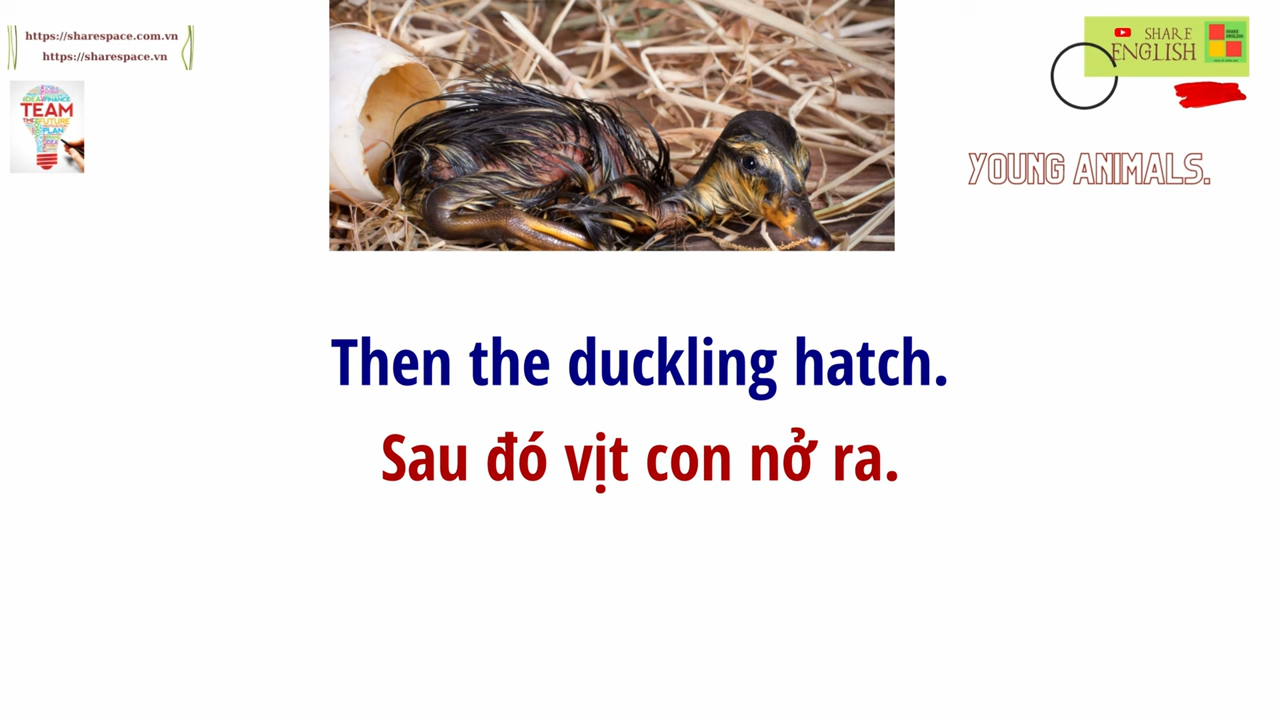 https://sharespace.com.vn
https://sharespace.vn
SHARE
ENGLISH
TEAM
FUTURE
PLAN
YOUNG ANIMALS.
Then the duckling hatch.
Sau đó vịt con nở ra.